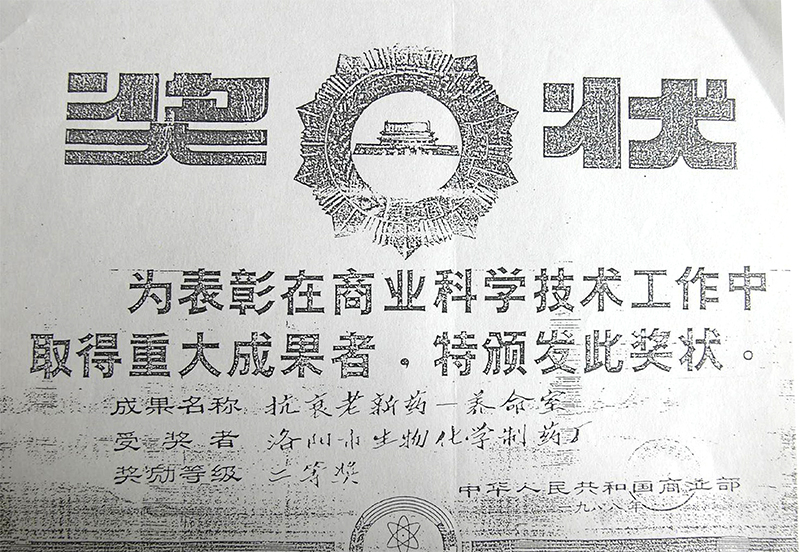 奖状
为表彰在商业科学技术工作中
取得重大成果者，特颁发此奖状。
成果名称 抗衰老新药—养命宝
受奖者 洛阳市生物化学制药厂
奖励等级 三等奖
中华人民共和国商业部
一九八八年